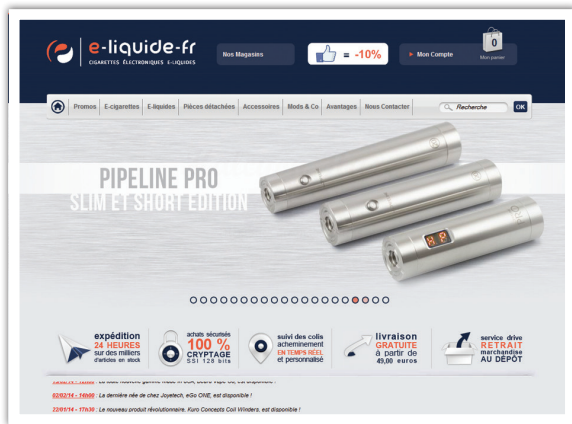 e-liquide-fr
CIGARETTES ÉLECTRONIQUES E-LIQUIDES
Nos Magasins
= -10%
Mon Compte
0
Mon panier
Promos
E-cigarettes
E-liquides
Pièces détachées
Accessoires
Mods & Co
Avantages
Nous Contacter
Recherche
OK
PIPELINE PRO
SLIM ET SHORT EDITION
expédition
24 HEURES
sur des milliers
d'articles en stock
achats sécurisés
100 %
CRYPTAGE
SSI 128 bits
suivi des colis
acheminement
EN TEMPS RÉEL
et personnalisé
livraison
GRATUITE
à partir de
49,00 euros
service drive
RETRAIT
marchandise
AU DÉPÔT
02/02/14 - 14h00 : La dernière née de chez Joyetech, eGo ONE, est disponible !
22/01/14 - 17h30 : Le nouveau produit révolutionnaire, Kuro Concepts Coil Winders, est disponible !